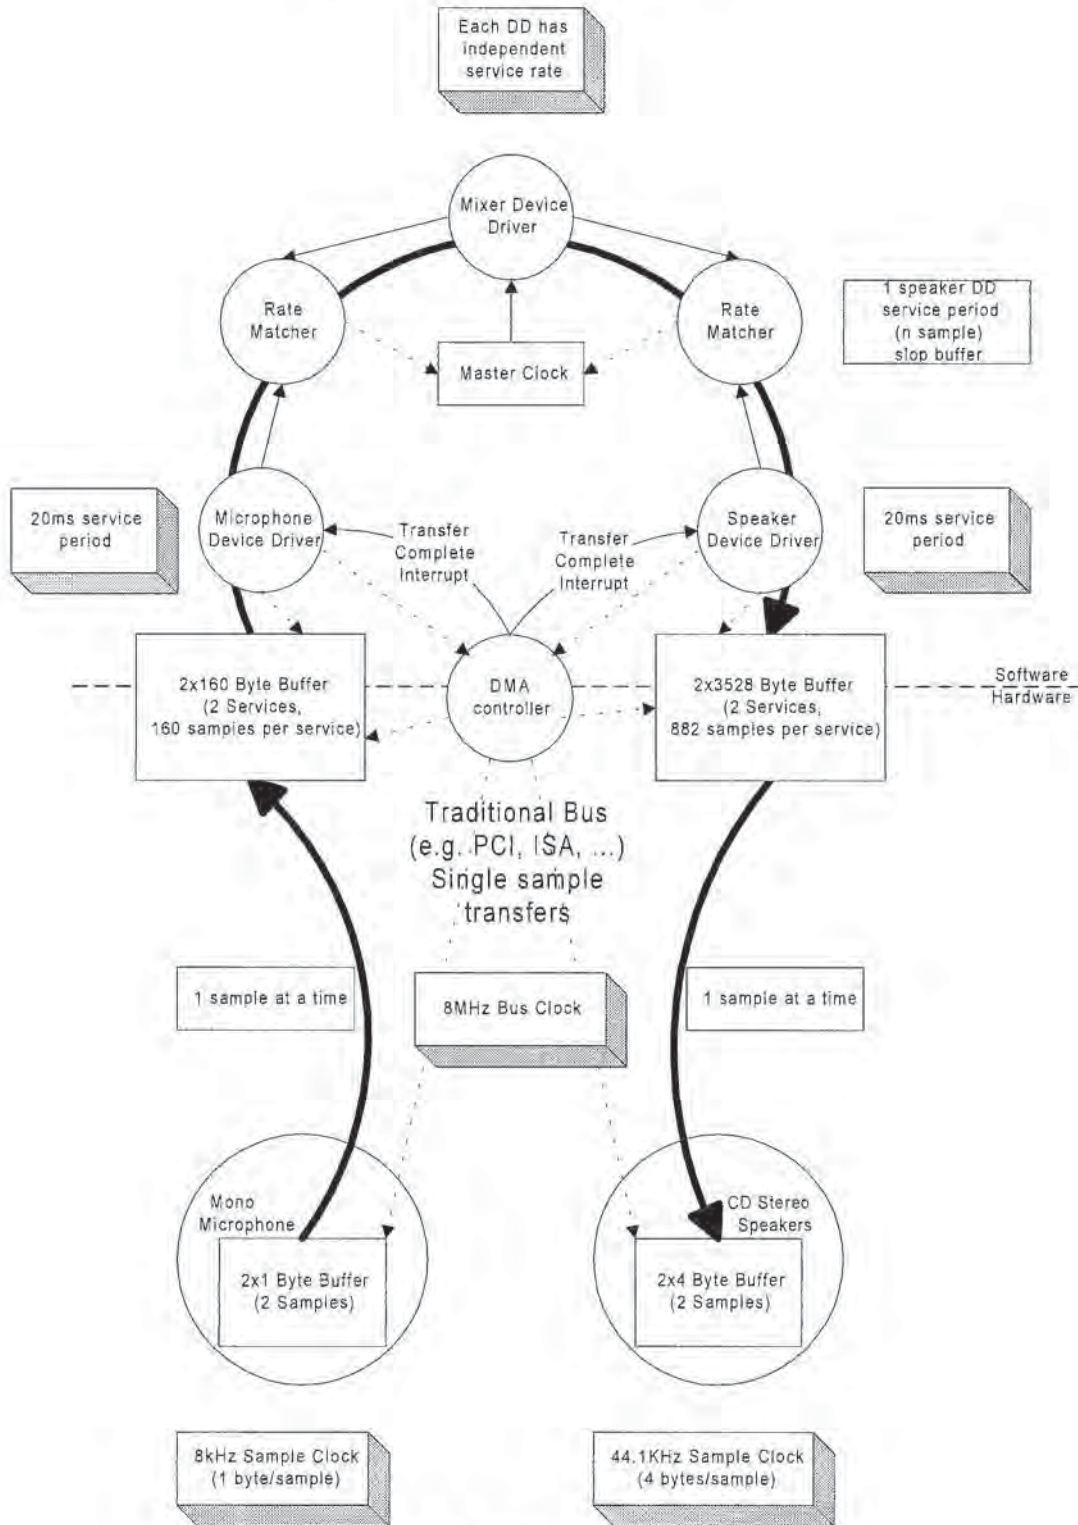 Each DD has
independent
service rate
Mixer Device
Driver
Rate
Matcher
Rate
Matcher
1 speaker DD
service period
(n sample)
slop buffer
Master Clock
20ms service
period
Microphone
Device Driver
Transfer
Complete
Interrupt
Transfer
Complete
Interrupt
Speaker
Device Driver
20ms service
period
2x160 Byte Buffer
(2 Services,
160 samples per service)
DMA
controller
2x3528 Byte Buffer
(2 Services,
882 samples per service)
Software
Hardware
Traditional Bus
(e.g. PCI, ISA, ...)
Single sample
transfers
1 sample at a time
8MHz Bus Clock
1 sample at a time
Mono
Microphone
2x1 Byte Buffer
(2 Samples)
CD Stereo
Speakers
2x4 Byte Buffer
(2 Samples)
8kHz Sample Clock
(1 byte/sample)
44.1KHz Sample Clock
(4 bytes/sample)